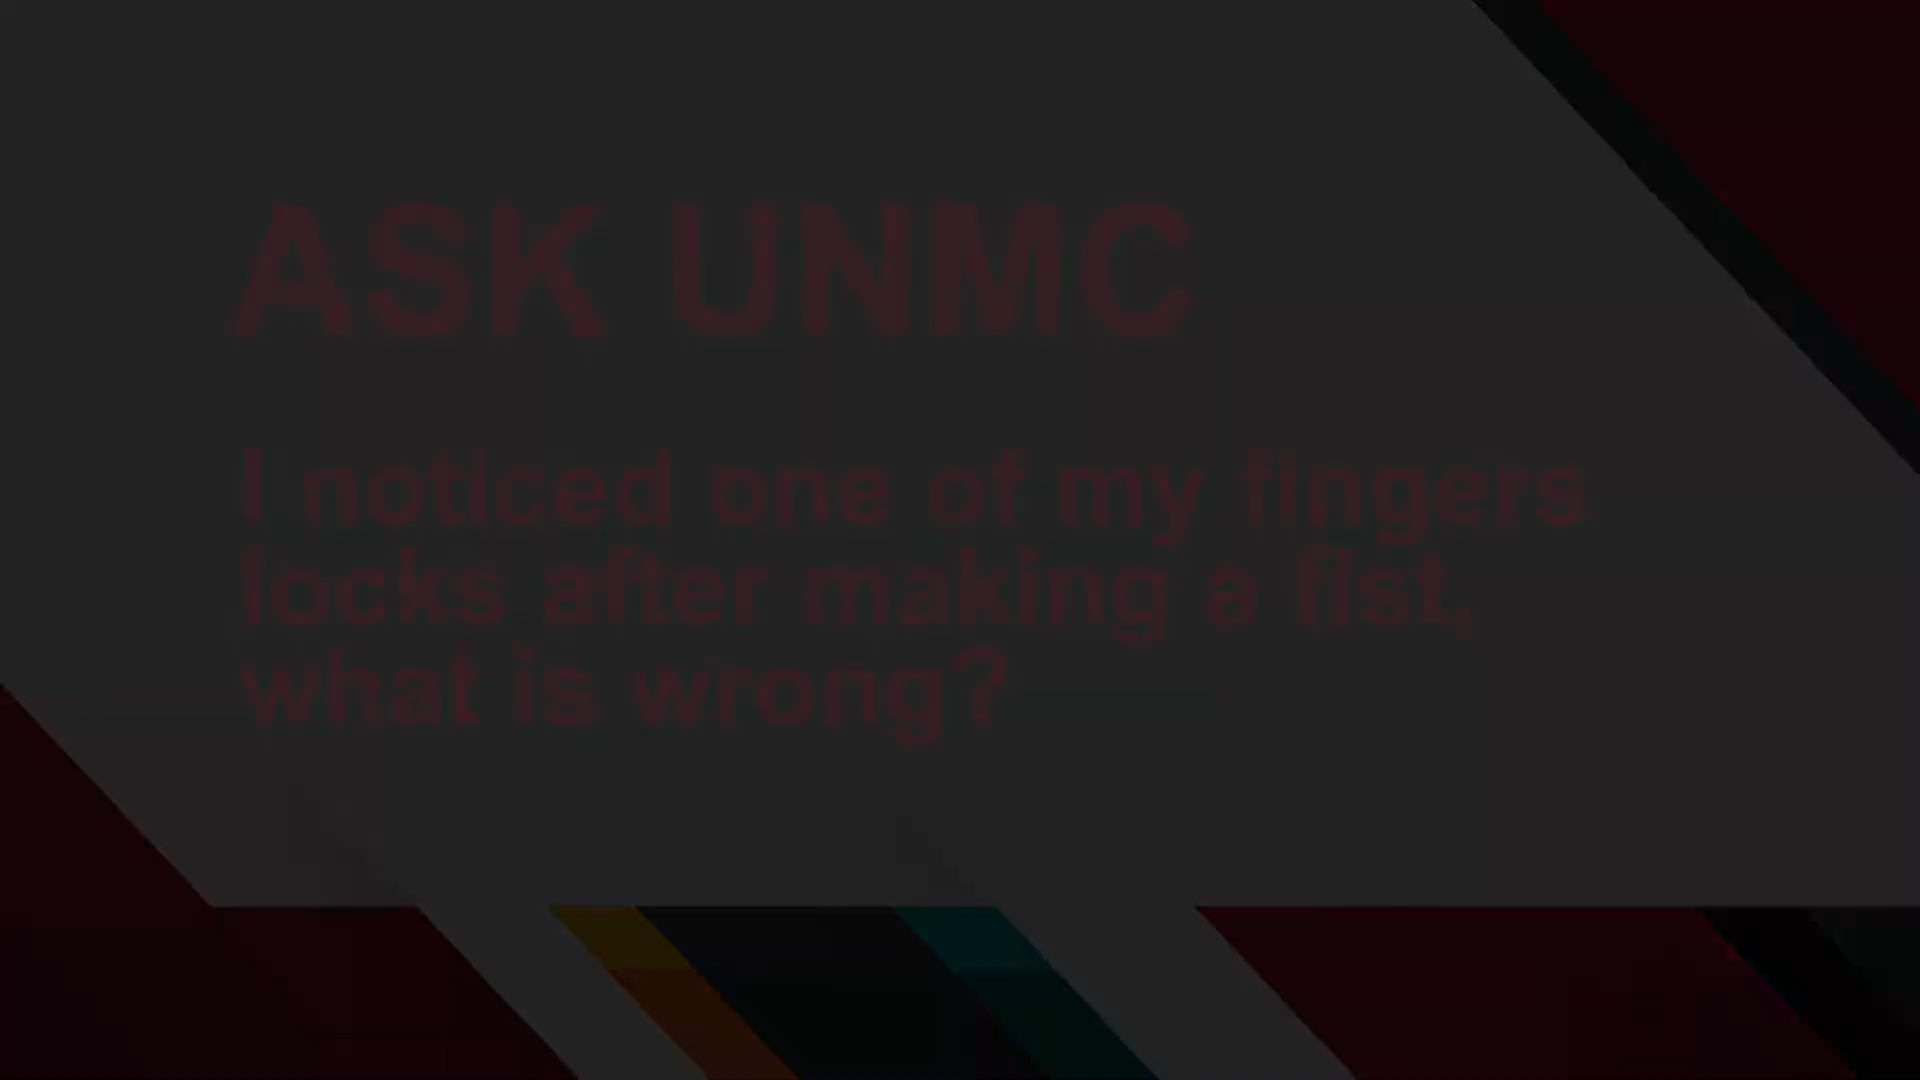 ASK UNMC
I noticed one of my fingers
locks after making a fist,
what is wrong?